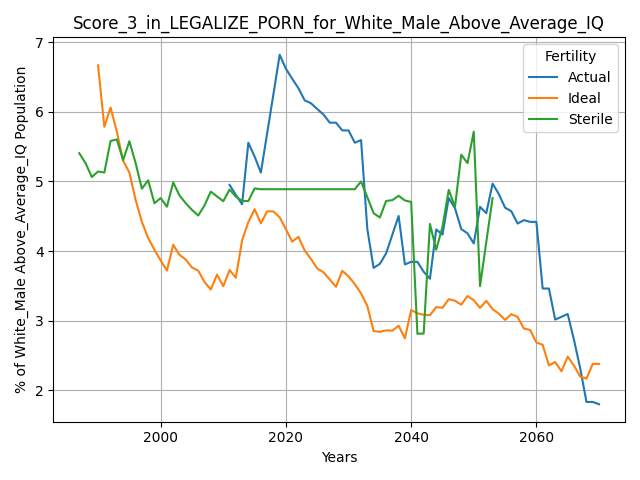 Score_3_in_LEGALIZE_PORN_for_White_Male_Above_Average_IQ
% of White_Male Above_Average_IQ Population
7
6
5
4
3
2
Fertility
Actual
Ideal
Sterile
2000
2020
2040
2060
Years